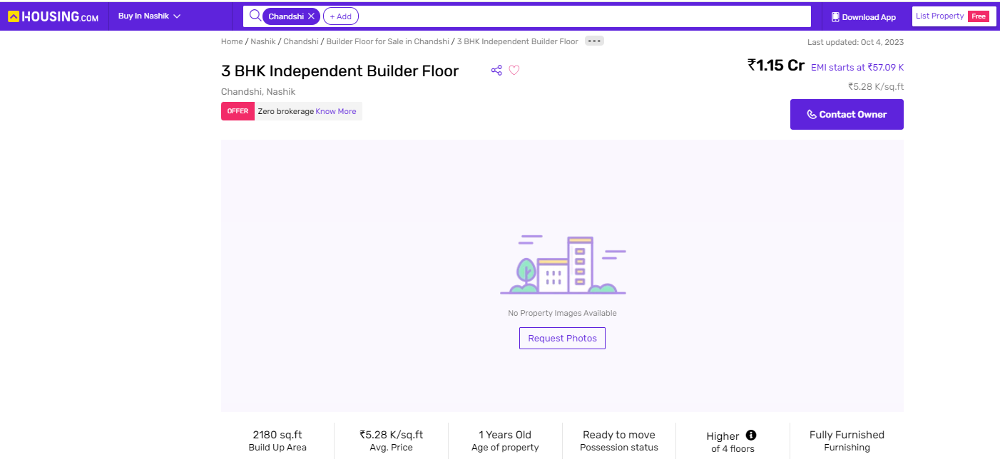 HOUSING.COM
Buy In Nashik
Chandshi
+ Add
Download App
List Property Free
Home / Nashik / Chandshi / Builder Floor for Sale in Chandshi / 3 BHK Independent Builder Floor
Last updated: Oct 4, 2023
3 BHK Independent Builder Floor
₹1.15 Cr EMI starts at ₹57.09 K
Chandshi, Nashik
₹5.28 K/sq.ft
OFFER Zero brokerage Know More
Contact Owner
No Property Images Available
Request Photos
2180 sq.ft
Build Up Area
₹5.28 K/sq.ft
Avg. Price
1 Years Old
Age of property
Ready to move
Possession status
Higher
of 4 floors
Fully Furnished
Furnishing